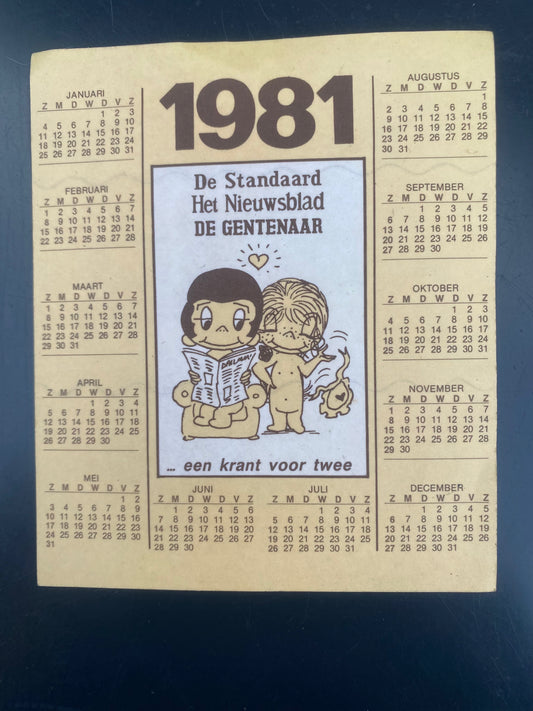 1981
De Standaard
Het Nieuwsblad
DE GENTENAAR
... een krant voor twee
JANUARI
Z M D W D V Z
1 2 3
4 5 6 7 8 9 10
11 12 13 14 15 16 17
18 19 20 21 22 23 24
25 26 27 28 29 30 31
FEBRUARI
Z M D W D V Z
1 2 3 4 5 6 7
8 9 10 11 12 13 14
15 16 17 18 19 20 21
22 23 24 25 26 27 28
MAART
Z M D W D V Z
1 2 3 4 5 6 7
8 9 10 11 12 13 14
15 16 17 18 19 20 21
22 23 24 25 26 27 28
29 30 31
APRIL
Z M D W D V Z
1 2 3 4
5 6 7 8 9 10 11
12 13 14 15 16 17 18
19 20 21 22 23 24 25
26 27 28 29 30
MEI
Z M D W D V Z
1 2
3 4 5 6 7 8 9
10 11 12 13 14 15 16
17 18 19 20 21 22 23
24 25 26 27 28 29 30
31
JUNI
Z M D W D V Z
1 2 3 4 5 6
7 8 9 10 11 12 13
14 15 16 17 18 19 20
21 22 23 24 25 26 27
28 29 30
JULI
Z M D W D V Z
1 2 3 4
5 6 7 8 9 10 11
12 13 14 15 16 17 18
19 20 21 22 23 24 25
26 27 28 29 30 31
AUGUSTUS
Z M D W D V Z
1
2 3 4 5 6 7 8
9 10 11 12 13 14 15
16 17 18 19 20 21 22
23 24 25 26 27 28 29
30 31
SEPTEMBER
Z M D W D V Z
1 2 3 4 5
6 7 8 9 10 11 12
13 14 15 16 17 18 19
20 21 22 23 24 25 26
27 28 29 30
OKTOBER
Z M D W D V Z
1 2 3
4 5 6 7 8 9 10
11 12 13 14 15 16 17
18 19 20 21 22 23 24
25 26 27 28 29 30 31
NOVEMBER
Z M D W D V Z
1 2 3 4 5 6 7
8 9 10 11 12 13 14
15 16 17 18 19 20 21
22 23 24 25 26 27 28
29 30
DECEMBER
Z M D W D V Z
1 2 3 4 5
6 7 8 9 10 11 12
13 14 15 16 17 18 19
20 21 22 23 24 25 26
27 28 29 30 31